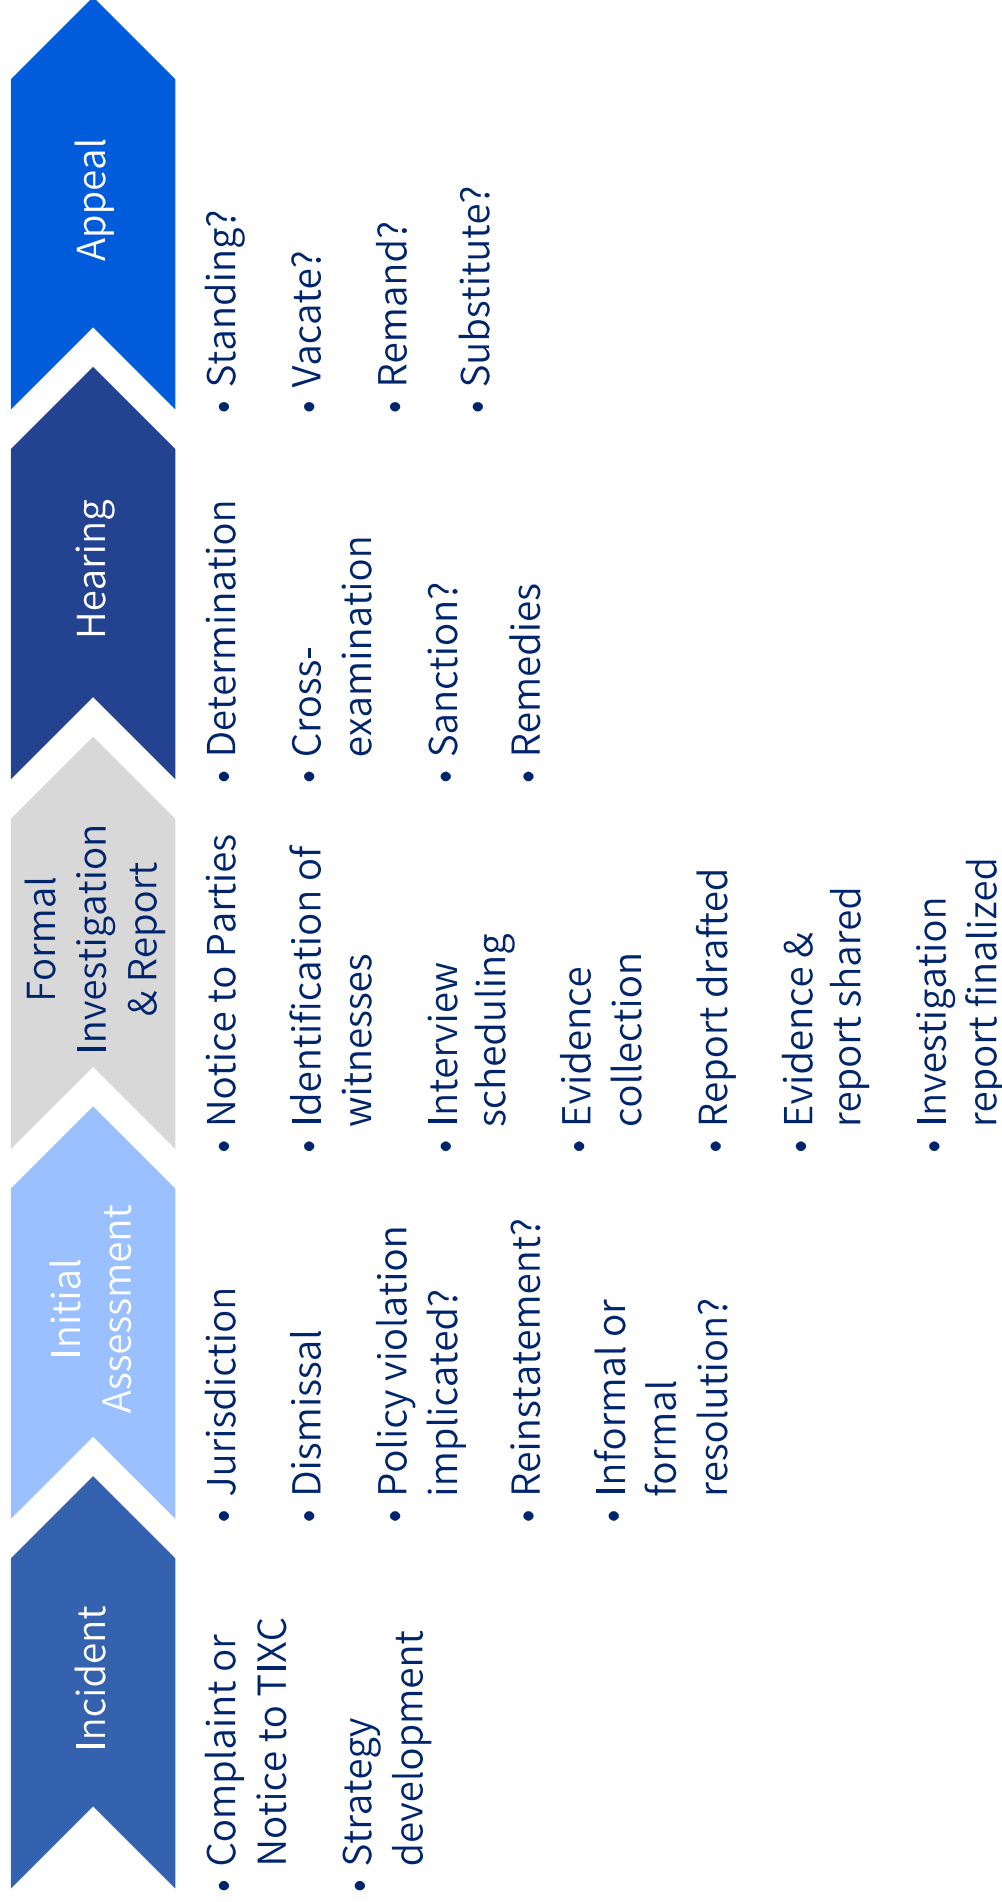 Incident
• Complaint or
Notice to TIXC
• Strategy
development
Initial
Assessment
• Jurisdiction
• Dismissal
• Policy violation
implicated?
• Reinstatement?
• Informal or
formal
resolution?
Formal
Investigation
& Report
• Notice to Parties
• Identification of
witnesses
• Interview
scheduling
• Evidence
collection
• Report drafted
• Evidence &
report shared
• Investigation
report finalized
Hearing
• Determination
• Cross-
examination
• Sanction?
• Remedies
Appeal
• Standing?
• Vacate?
• Remand?
• Substitute?